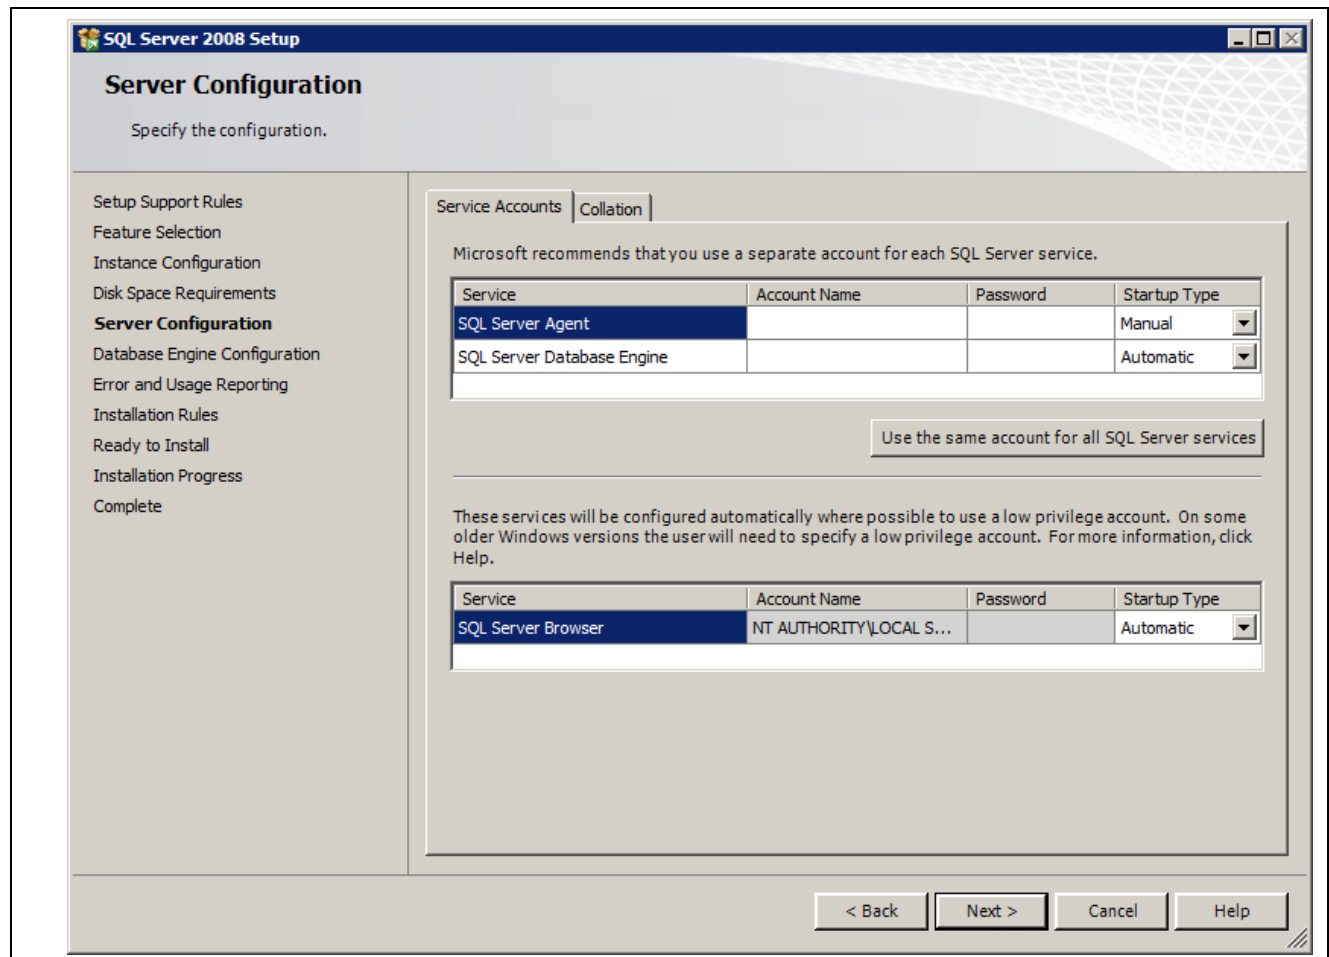 SQL Server 2008 Setup
Server Configuration
Specify the configuration.
Setup Support Rules
Feature Selection
Instance Configuration
Disk Space Requirements
Server Configuration
Database Engine Configuration
Error and Usage Reporting
Installation Rules
Ready to Install
Installation Progress
Complete
Service Accounts Collation
Microsoft recommends that you use a separate account for each SQL Server service.
Service Account Name Password Startup Type
SQL Server Agent Manual
SQL Server Database Engine Automatic
Use the same account for all SQL Server services
These services will be configured automatically where possible to use a low privilege account. On some
older Windows versions the user will need to specify a low privilege account. For more information, click
Help.
Service Account Name Password Startup Type
SQL Server Browser NT AUTHORITY\LOCAL S... Automatic
< Back Next > Cancel Help